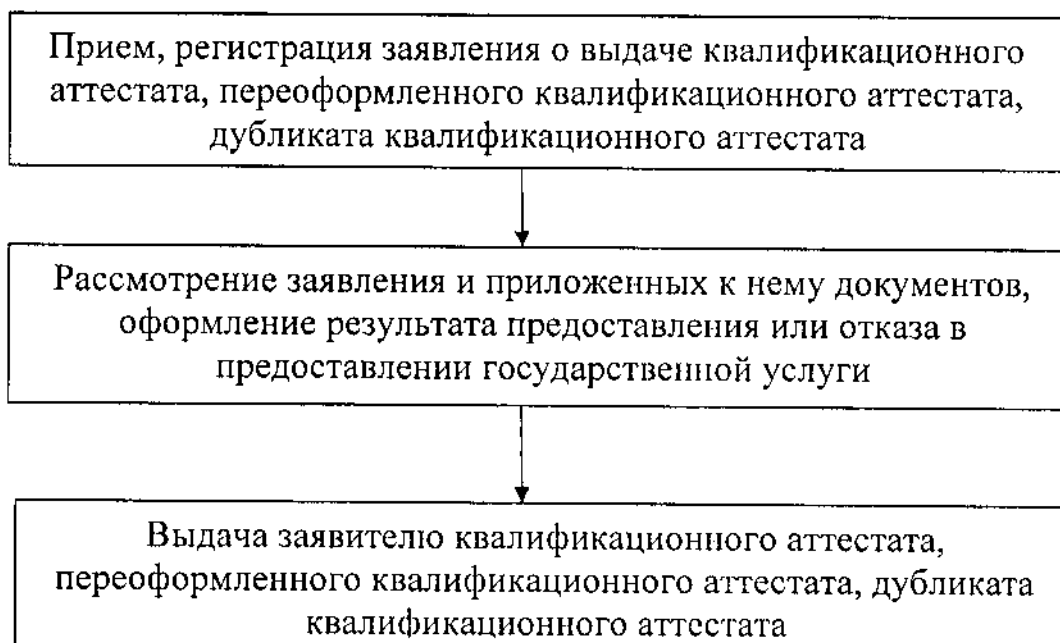 Прием, регистрация заявления о выдаче квалификационного
аттестата, переоформленного квалификационного аттестата,
дубликата квалификационного аттестата
Рассмотрение заявления и приложенных к нему документов,
оформление результата предоставления или отказа в
предоставлении государственной услуги
Выдача заявителю квалификационного аттестата,
переоформленного квалификационного аттестата, дубликата
квалификационного аттестата